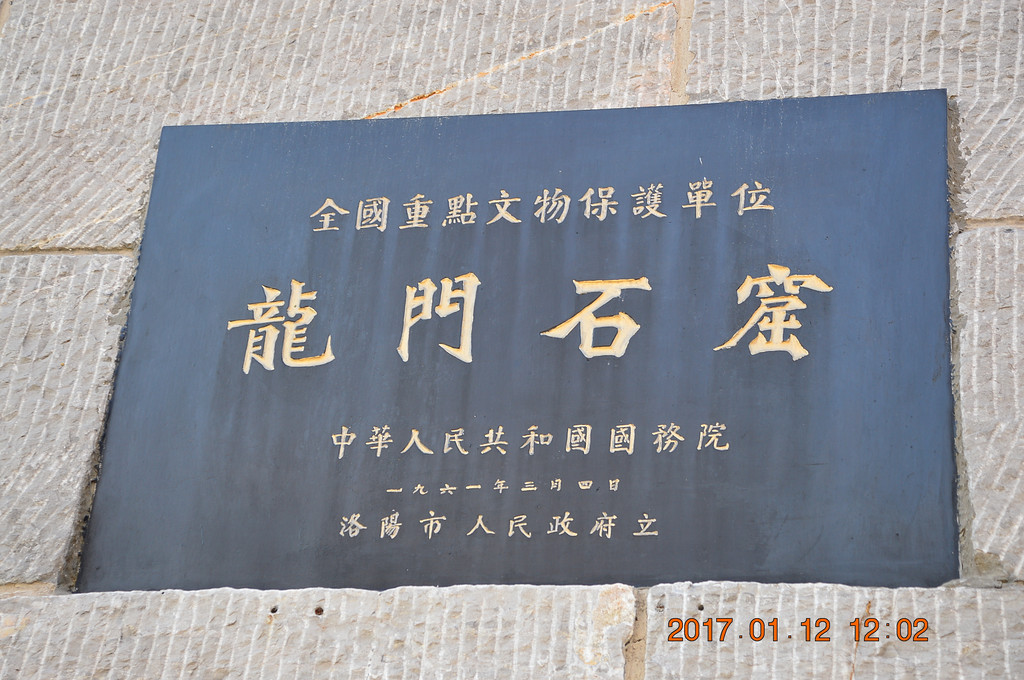 全國重點文物保護單位
龍門石窟
中華人民共和國國務院
一九六一年三月四日
洛陽市人民政府立
2017.01.12 12:02